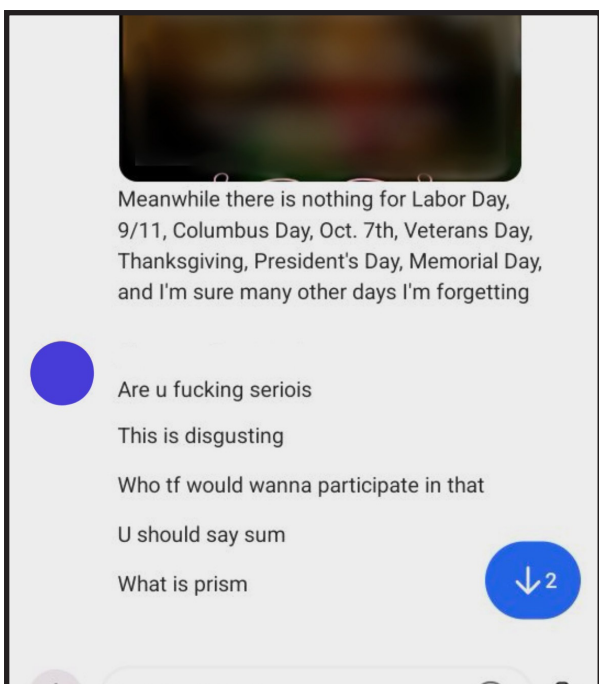 Meanwhile there is nothing for Labor Day,
9/11, Columbus Day, Oct. 7th, Veterans Day,
Thanksgiving, President's Day, Memorial Day,
and I'm sure many other days I'm forgetting
Are u fucking seriois
This is disgusting
Who tf would wanna participate in that
U should say sum
What is prism
2